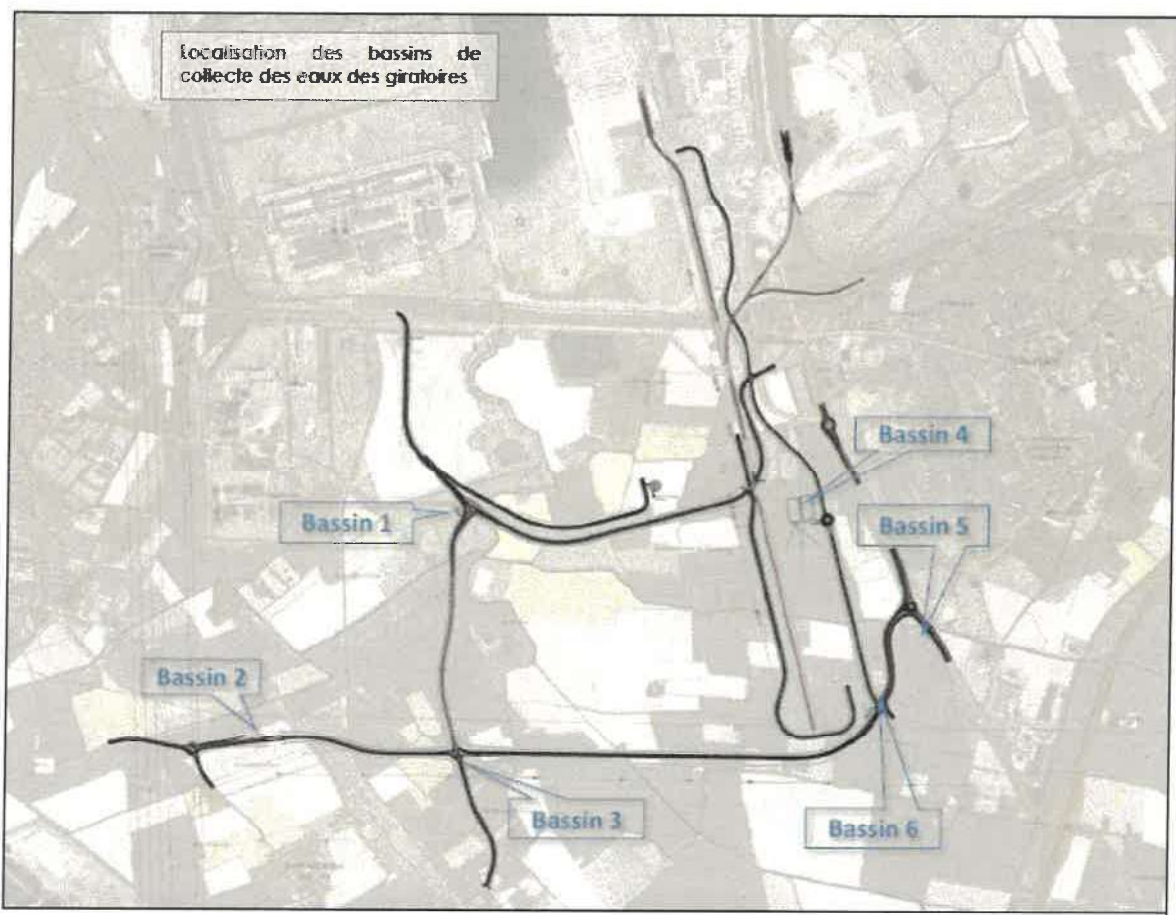 Localisation des bassins de
collecte des eaux des giratoires
Bassin 4
Bassin 1
Bassin 5
Bassin 2
Bassin 3
Bassin 6